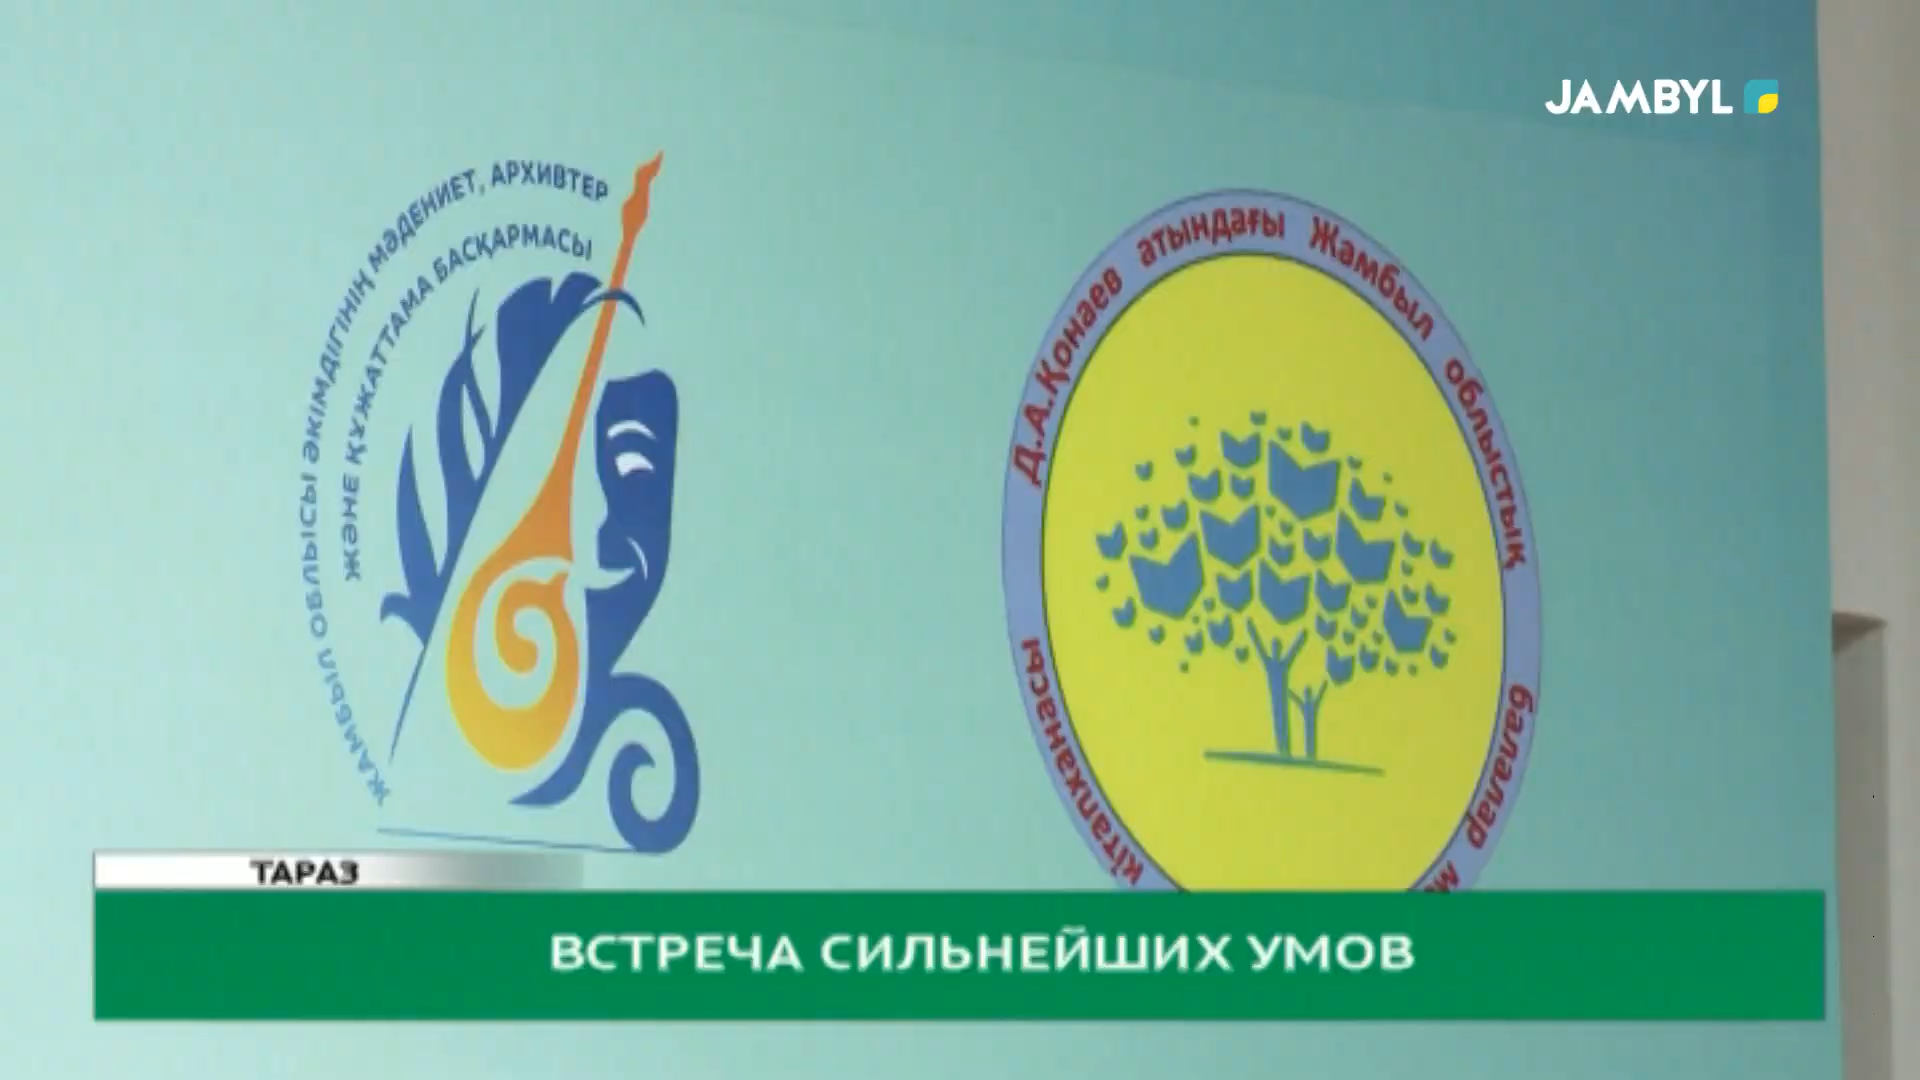 JAMBYL
ЖАМБЫЛ ОБЛЫСЫ ӘКІМДІГІНІҢ МӘДЕНИЕТ, АРХИВТЕР
ЖӘНЕ ҚҰЖАТТАМА БАСҚАРМАСЫ
Д.А.Қонаев атындағы Жамбыл облыстық балалар
кітапханасы
ТАРАЗ
ВСТРЕЧА СИЛЬНЕЙШИХ УМОВ